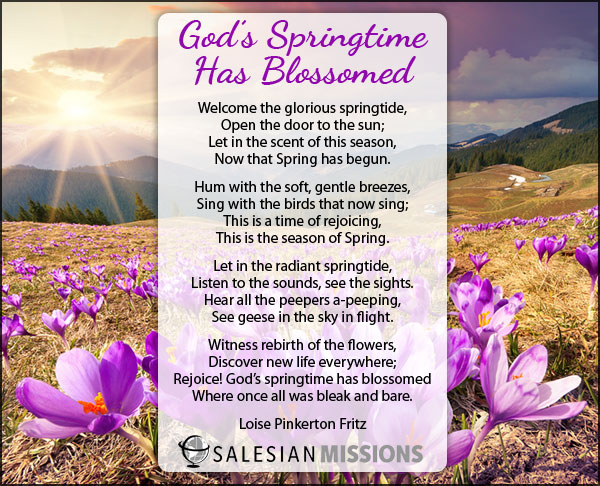 God's Springtime
Has Blossomed
Welcome the glorious springtide,
Open the door to the sun;
Let in the scent of this season,
Now that Spring has begun.
Hum with the soft, gentle breezes,
Sing with the birds that now sing;
This is a time of rejoicing,
This is the season of Spring.
Let in the radiant springtide,
Listen to the sounds, see the sights.
Hear all the peepers a-peeping,
See geese in the sky in flight.
Witness rebirth of the flowers,
Discover new life everywhere;
Rejoice! God's springtime has blossomed
Where once all was bleak and bare.
Loise Pinkerton Fritz
SALESIAN MISSIONS